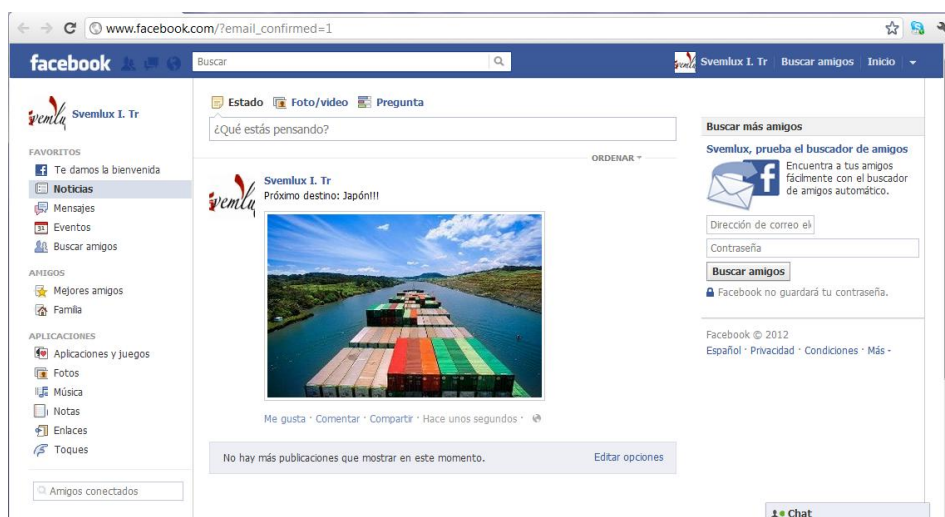 www.facebook.com/?email_confirmed=1
facebook
Buscar
Svemlux I. Tr Buscar amigos Inicio
Svemlux I. Tr
FAVORITOS
Te damos la bienvenida
Noticias
Mensajes
31 Eventos
Buscar amigos
AMIGOS
Mejores amigos
Familia
APLICACIONES
Aplicaciones y juegos
Fotos
Música
Notas
Enlaces
Toques
Amigos conectados
Estado Foto/video Pregunta
¿Qué estás pensando?
ORDENAR
Svemlux I. Tr
Próximo destino: Japón!!!
Me gusta · Comentar · Compartir · Hace unos segundos ·
No hay más publicaciones que mostrar en este momento. Editar opciones
Buscar más amigos
Svemlux, prueba el buscador de amigos
Encuentra a tus amigos
fácilmente con el buscador
de amigos automático.
Dirección de correo el
Contraseña
Buscar amigos
Facebook no guardará tu contraseña.
Facebook © 2012
Español · Privacidad · Condiciones · Más
Chat